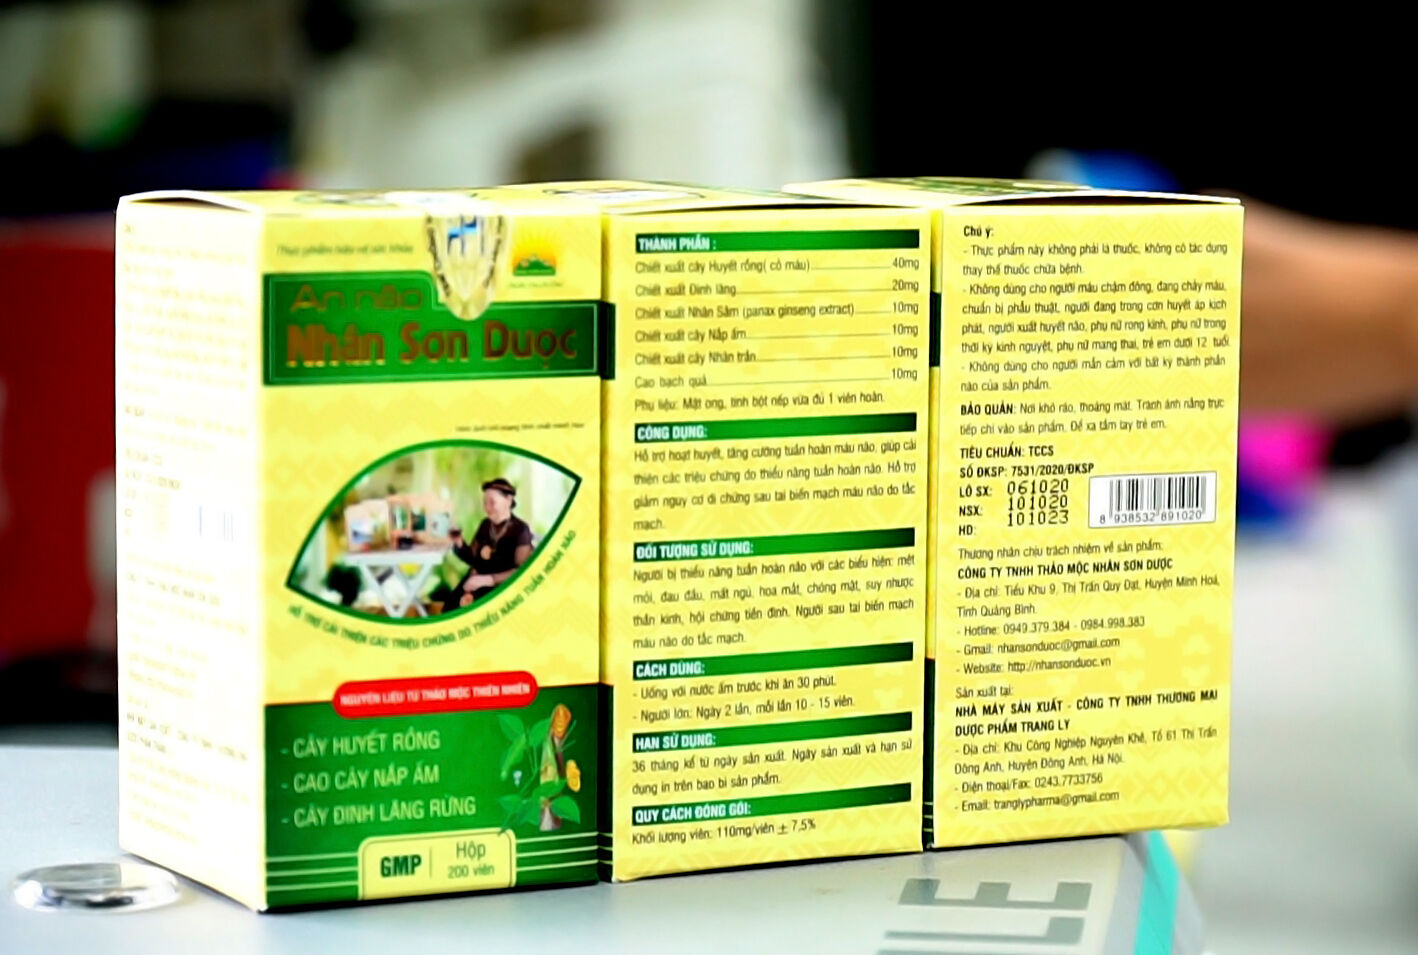 Thực phẩm bảo vệ sức khỏe
An não
Nhân Sơn Dược
HỖ TRỢ CẢI THIỆN CÁC TRIỆU CHỨNG DO THIỂU NĂNG TUẦN HOÀN NÃO
NGUYÊN LIỆU TỪ THẢO MỘC THIÊN NHIÊN
- CÂY HUYẾT RỒNG
- CAO CÂY NẮP ẤM
- CÂY ĐINH LĂNG RỪNG
GMP
Hộp
200 viên
THÀNH PHẦN :
Chiết xuất cây Huyết rồng( cỏ máu) 40mg
Chiết xuất Đinh lăng 20mg
Chiết xuất Nhân Sâm (panax ginseng extract) 10mg
Chiết xuất cây Nắp ấm 10mg
Chiết xuất cây Nhân trần 10mg
Cao bạch quả 10mg
Phụ liệu: Mật ong, tinh bột nếp vừa đủ 1 viên hoàn.
CÔNG DỤNG:
Hỗ trợ hoạt huyết, tăng cường tuần hoàn máu não, giúp cải
thiện các triệu chứng do thiểu năng tuần hoàn não. Hỗ trợ
giảm nguy cơ di chứng sau tai biến mạch máu não do tắc
mạch.
ĐỐI TƯỢNG SỬ DỤNG:
Người bị thiểu năng tuần hoàn não với các biểu hiện: mệt
mỏi, đau đầu, mất ngủ, hoa mắt, chóng mặt, suy nhược
thần kinh, hội chứng tiền đình. Người sau tai biến mạch
máu não do tắc mạch.
CÁCH DÙNG:
- Uống với nước ấm trước khi ăn 30 phút.
- Người lớn: Ngày 2 lần, mỗi lần 10 - 15 viên.
HẠN SỬ DỤNG:
36 tháng kể từ ngày sản xuất. Ngày sản xuất và hạn sử
dụng in trên bao bì sản phẩm.
QUY CÁCH ĐÓNG GÓI:
Khối lượng viên: 110mg/viên ± 7,5%
Chú ý:
- Thực phẩm này không phải là thuốc, không có tác dụng
thay thế thuốc chữa bệnh.
- Không dùng cho người máu chậm đông, đang chảy máu,
chuẩn bị phẫu thuật, người đang trong cơn huyết áp kịch
phát, người xuất huyết não, phụ nữ rong kinh, phụ nữ trong
thời kỳ kinh nguyệt, phụ nữ mang thai, trẻ em dưới 12 tuổi
- Không dùng cho người mẫn cảm với bất kỳ thành phần
nào của sản phẩm.
BẢO QUẢN: Nơi khô ráo, thoáng mát. Tránh ánh nắng trực
tiếp chỉ vào sản phẩm. Để xa tầm tay trẻ em.
TIÊU CHUẨN: TCCS
SỐ ĐKSP: 7531/2020/ĐKSP
LÔ SX: 061020
NSX: 101020
HD: 101023
8 938532 891020
Thương nhân chịu trách nhiệm về sản phẩm:
CÔNG TY TNHH THẢO MỘC NHÂN SƠN DƯỢC
- Địa chỉ: Tiểu Khu 9, Thị Trấn Quy Đạt, Huyện Minh Hoá,
Tỉnh Quảng Bình.
- Hotline: 0949.379.384 - 0984.998.383
- Gmail: nhansonduoc@gmail.com
- Website: http://nhansonduoc.vn
Sản xuất tại:
NHÀ MÁY SẢN XUẤT - CÔNG TY TNHH THƯƠNG MẠI
DƯỢC PHẨM TRANG LY
- Địa chỉ: Khu Công Nghiệp Nguyên Khê, Tổ 61 Thị Trấn
Đông Anh, Huyện Đông Anh, Hà Nội.
- Điện thoại/Fax: 0243.7733756
- Email: tranglypharma@gmail.com